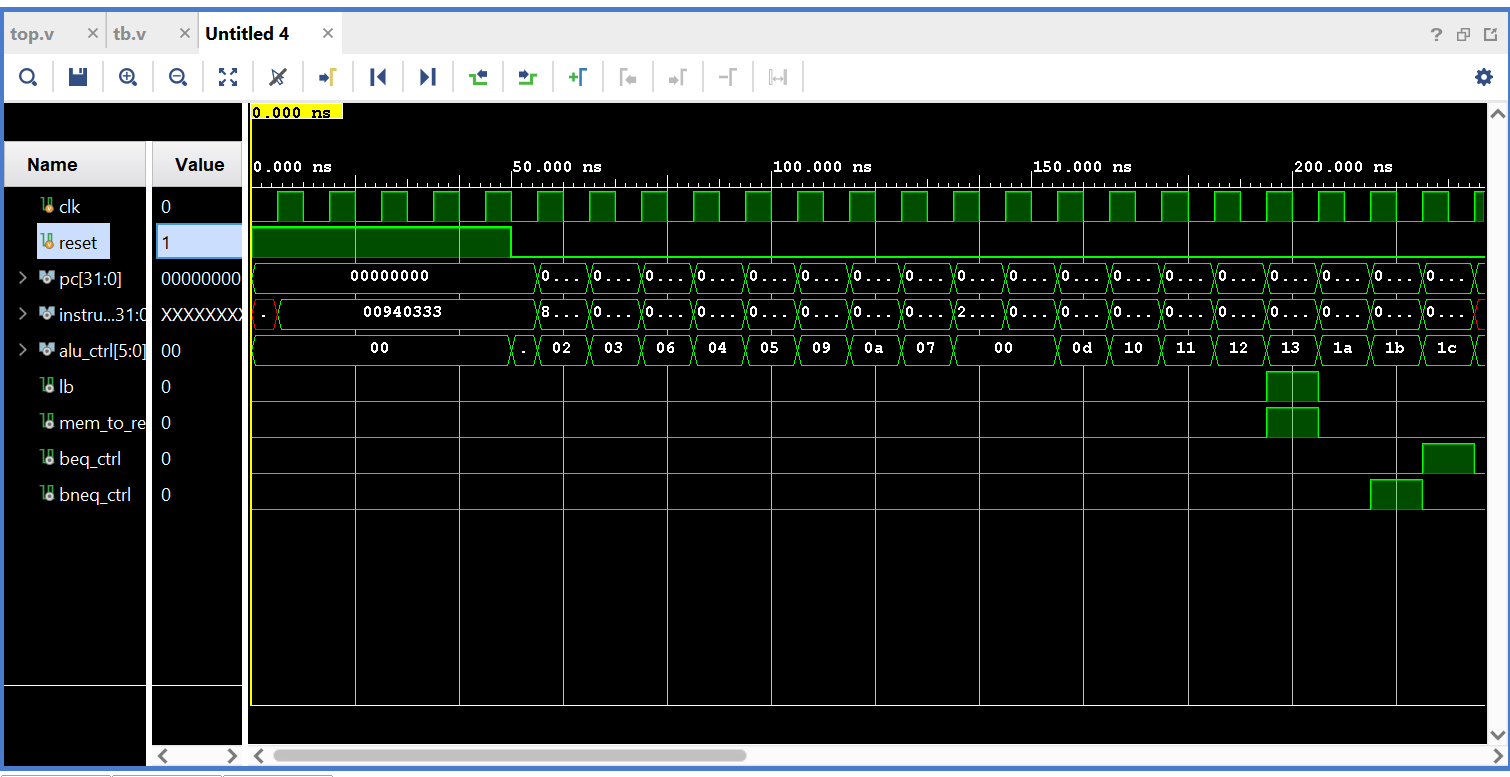 top.v × tb.v × Untitled 4 ×
?
0.000 ns
Name Value
0.000 ns 50.000 ns 100.000 ns 150.000 ns 200.000 ns
clk 0
reset 1
pc[31:0] 00000000 00000000 0... 0... 0... 0... 0... 0... 0... 0... 0... 0... 0... 0... 0... 0... 0... 0... 0... 0...
instru...31:0 XXXXXXXX . 00940333 8... 0... 0... 0... 0... 0... 0... 0... 2... 0... 0... 0... 0... 0... 0... 0... 0... 0...
alu_ctrl[5:0] 00 00 . 02 03 06 04 05 09 0a 07 00 0d 10 11 12 13 1a 1b 1c
lb 0
mem_to_re 0
beq_ctrl 0
bneq_ctrl 0